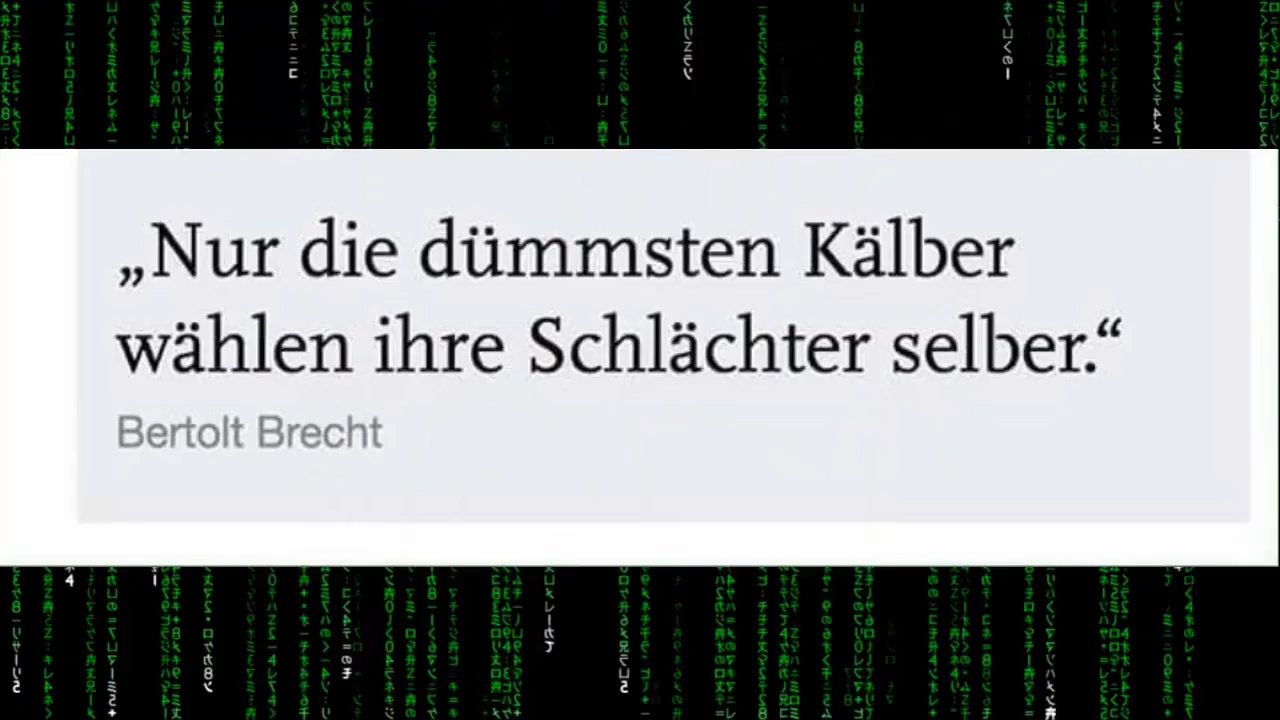 „Nur die dümmsten Kälber
wählen ihre Schlächter selber.“
Bertolt Brecht